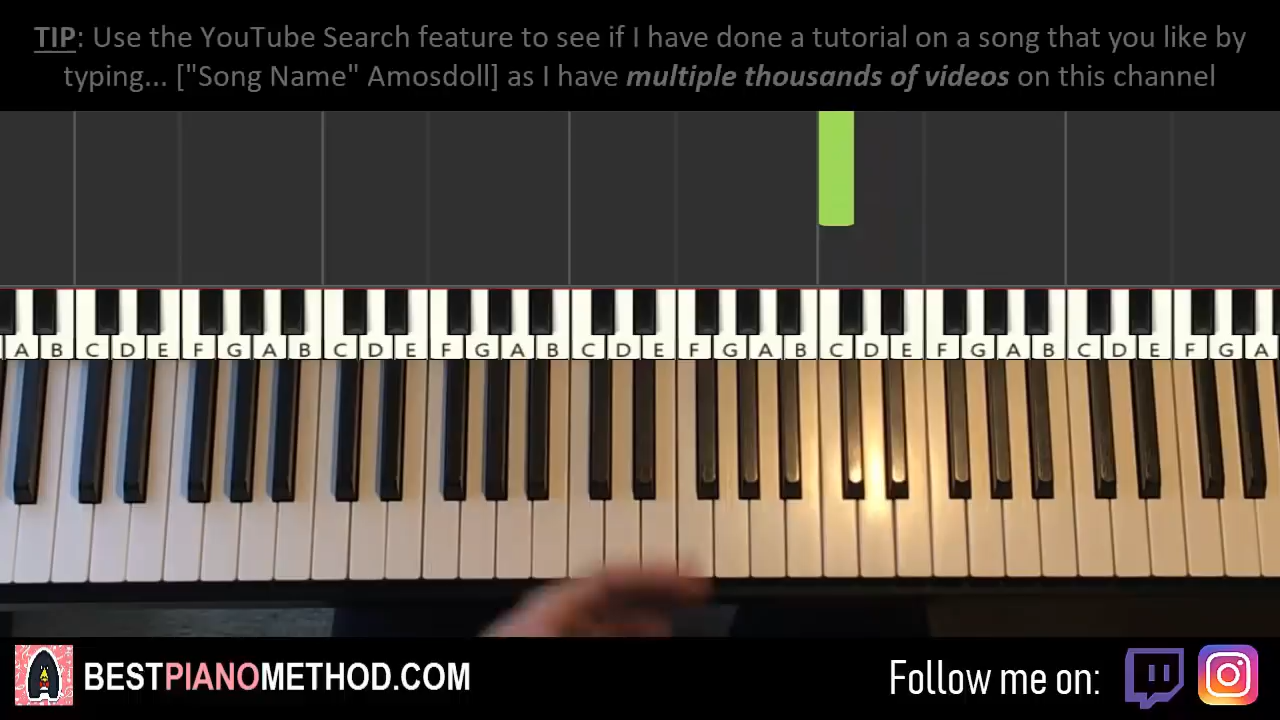 TIP: Use the YouTube Search feature to see if I have done a tutorial on a song that you like by
typing... ["Song Name" Amosdoll] as I have multiple thousands of videos on this channel
A B C D E F G A B C D E F G A B C D E F G A B C D E F G A B C D E F G A
BESTPIANOMETHOD.COM
Follow me on: